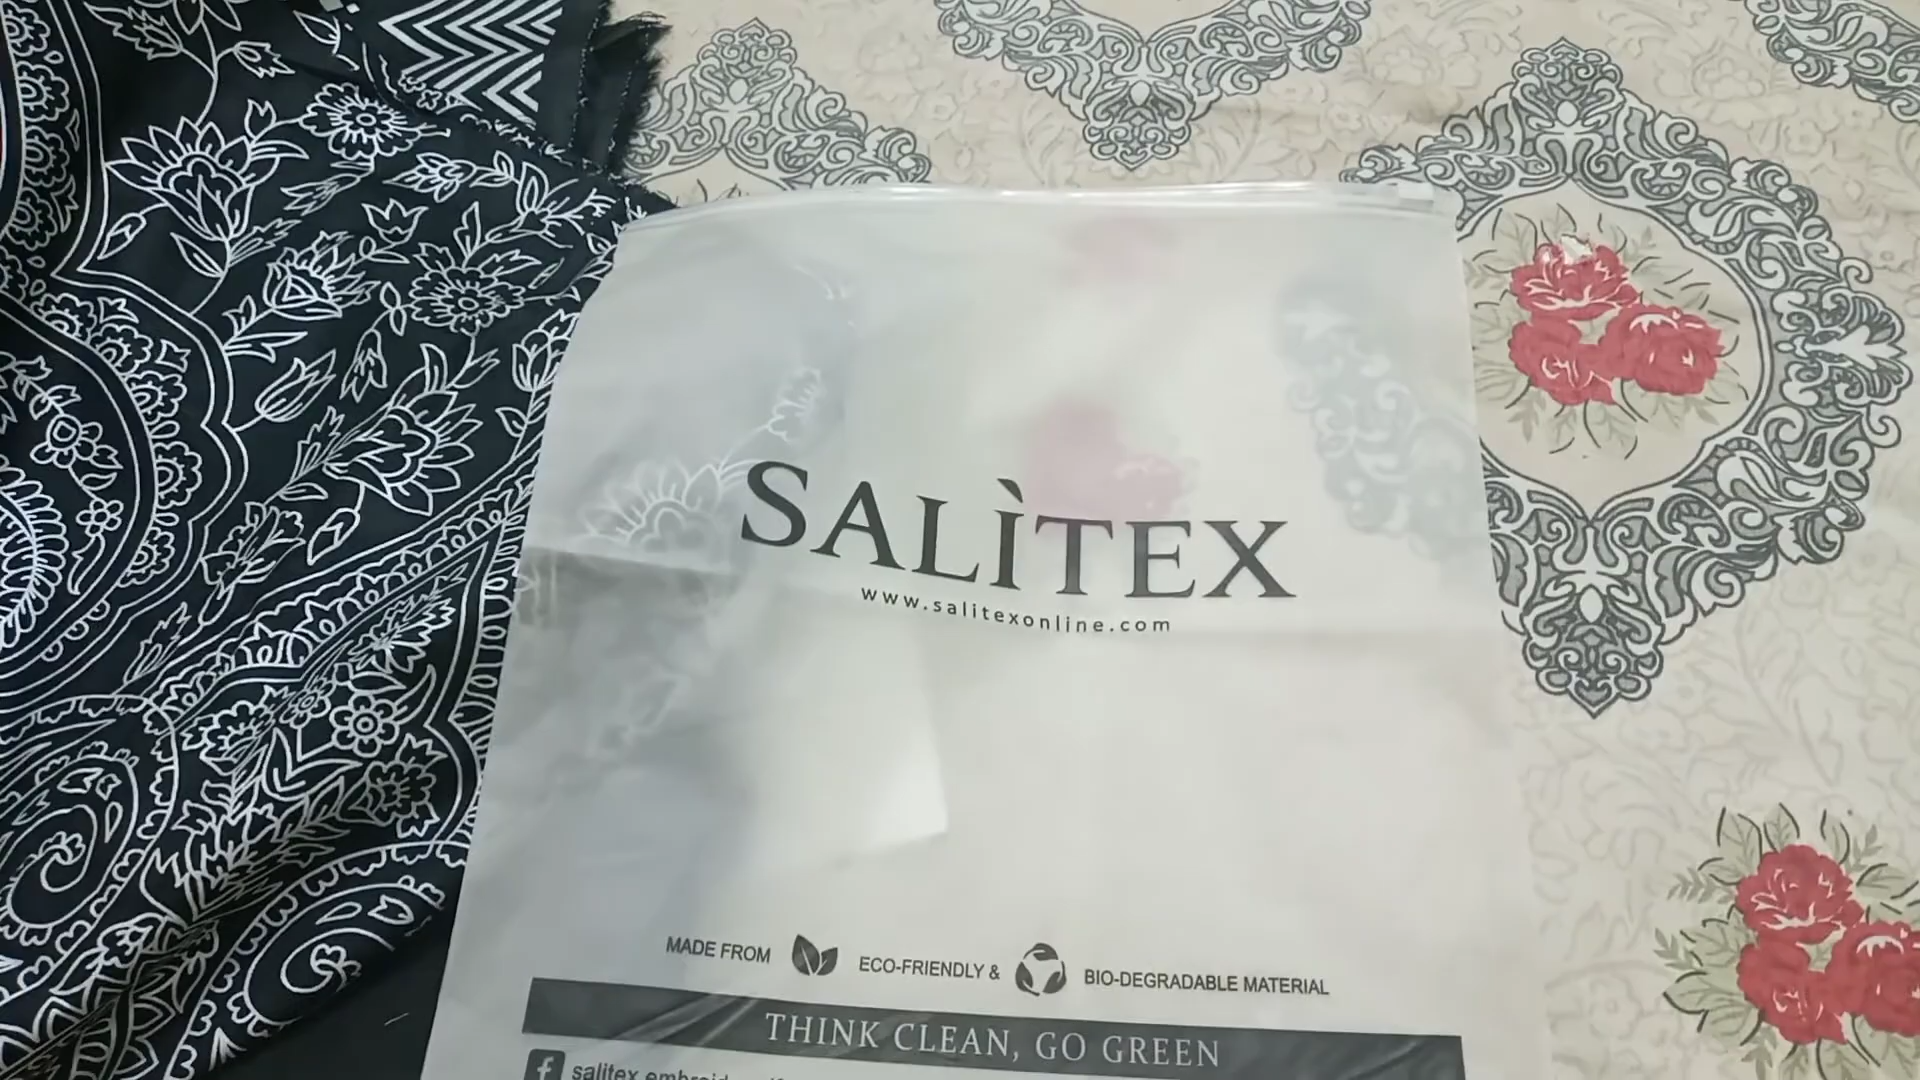 SALÌTEX
www.salitexonline.com
MADE FROM ECO-FRIENDLY & BIO-DEGRADABLE MATERIAL
THINK CLEAN, GO GREEN
salitex